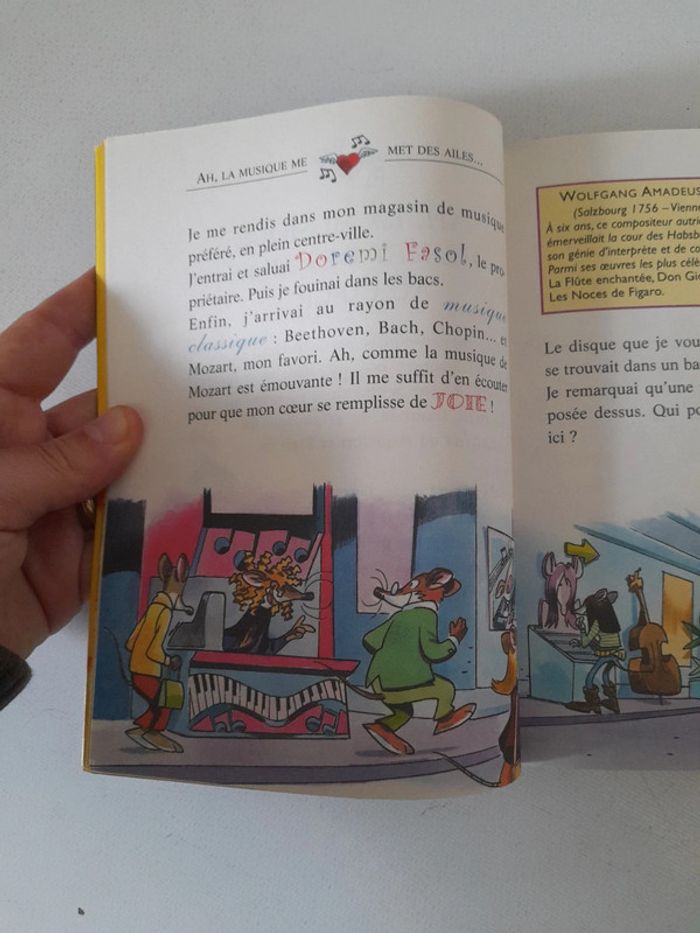 AH, LA MUSIQUE ME MET DES AILES...
Je me rendis dans mon magasin de musique
préféré, en plein centre-ville.
J'entrai et saluai Doremi Fasol, le pro-
priétaire. Puis je fouinai dans les bacs.
Enfin, j'arrivai au rayon de musique
classique : Beethoven, Bach, Chopin... et
Mozart, mon favori. Ah, comme la musique de
Mozart est émouvante ! Il me suffit d'en écouter
pour que mon cœur se remplisse de JOIE !
WOLFGANG AMADEUS
(Salzbourg 1756 – Vienne
À six ans, ce compositeur autri
émerveillait la cour des Habsb
son génie d'interprète et de co
Parmi ses œuvres les plus célè
La Flûte enchantée, Don Gio
Les Noces de Figaro.
Le disque que je vou
se trouvait dans un ba
Je remarquai qu'une
posée dessus. Qui po
ici ?